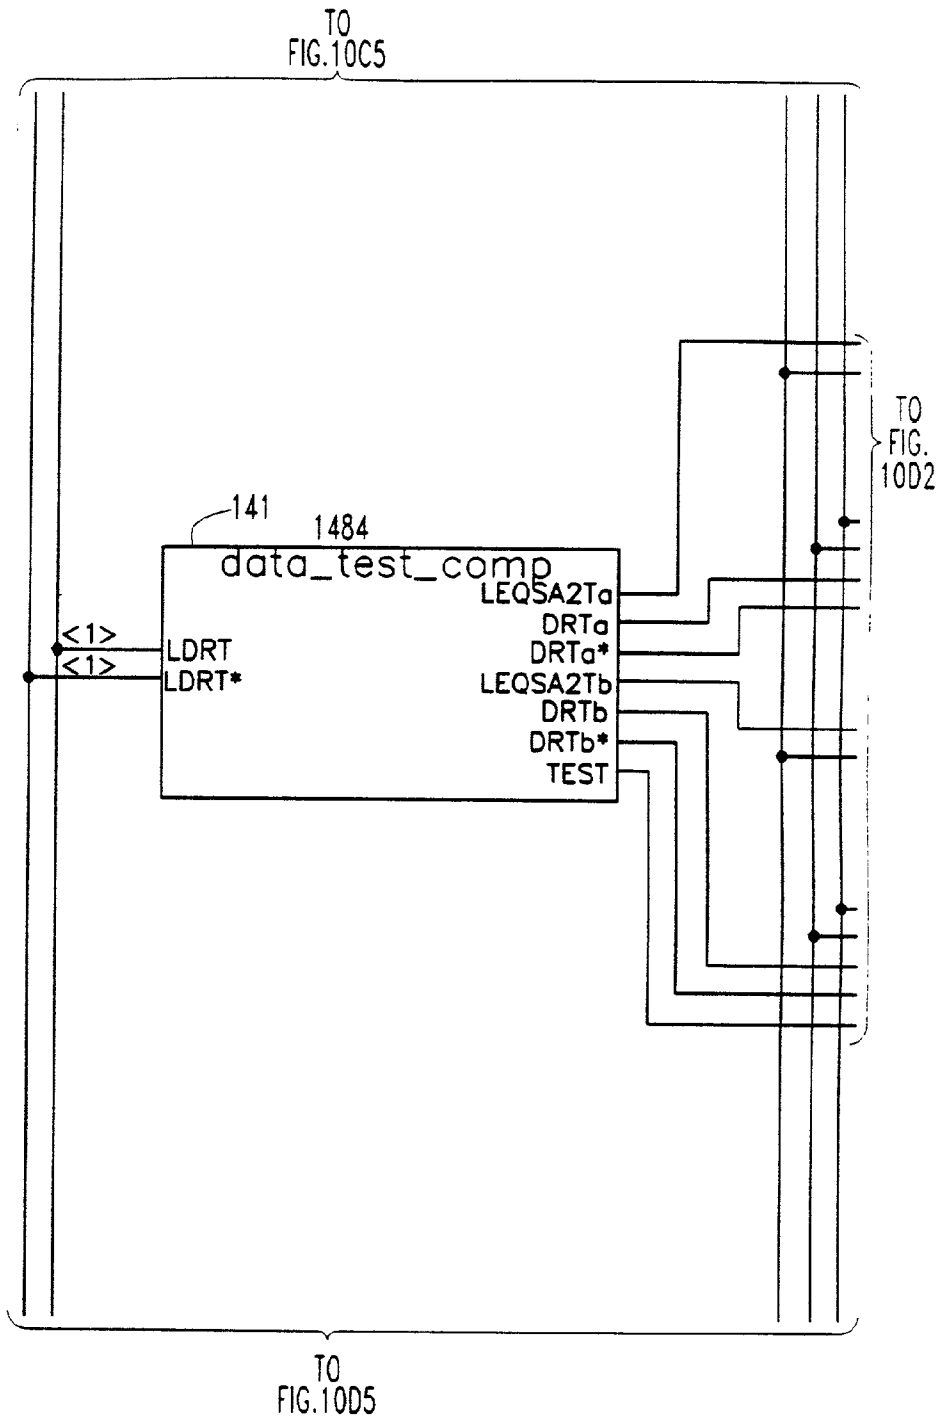 TO
FIG.10C5
TO
FIG.
10D2
141
1484
data_test_comp
LEQSA2Ta
DRTa
<1>
LDRT
DRTa*
<1>
LDRT*
LEQSA2Tb
DRTb
DRTb*
TEST
TO
FIG.10D5